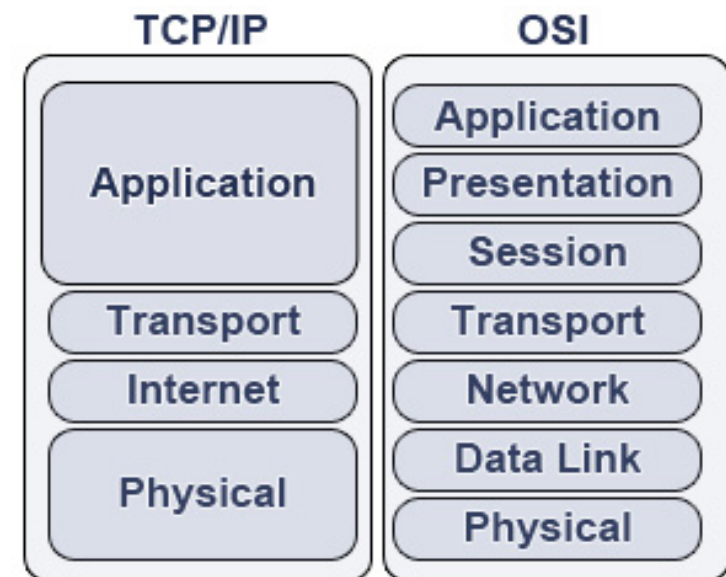 TCP/IP
Application
Transport
Internet
Physical
OSI
Application
Presentation
Session
Transport
Network
Data Link
Physical